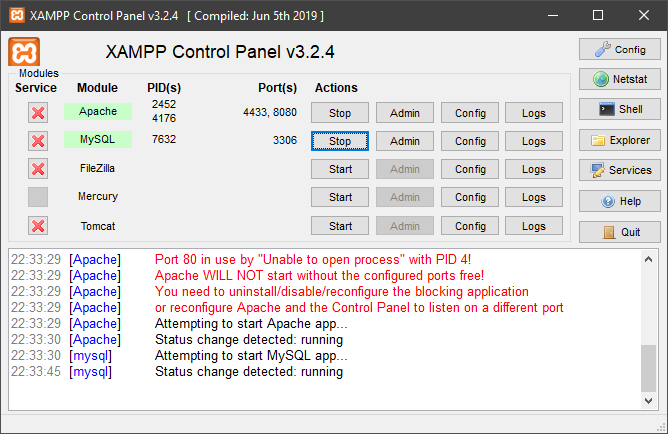 XAMPP Control Panel v3.2.4 [ Compiled: Jun 5th 2019 ]
XAMPP Control Panel v3.2.4
Config
Modules
Service Module PID(s) Port(s) Actions
Netstat
Apache 2452 4176 4433, 8080 Stop Admin Config Logs
Shell
MySQL 7632 3306 Stop Admin Config Logs
Explorer
FileZilla Start Admin Config Logs
Services
Mercury Start Admin Config Logs
Help
Tomcat Start Admin Config Logs
Quit
22:33:29 [Apache] Port 80 in use by "Unable to open process" with PID 4!
22:33:29 [Apache] Apache WILL NOT start without the configured ports free!
22:33:29 [Apache] You need to uninstall/disable/reconfigure the blocking application
22:33:29 [Apache] or reconfigure Apache and the Control Panel to listen on a different port
22:33:29 [Apache] Attempting to start Apache app...
22:33:30 [Apache] Status change detected: running
22:33:30 [mysql] Attempting to start MySQL app...
22:33:45 [mysql] Status change detected: running